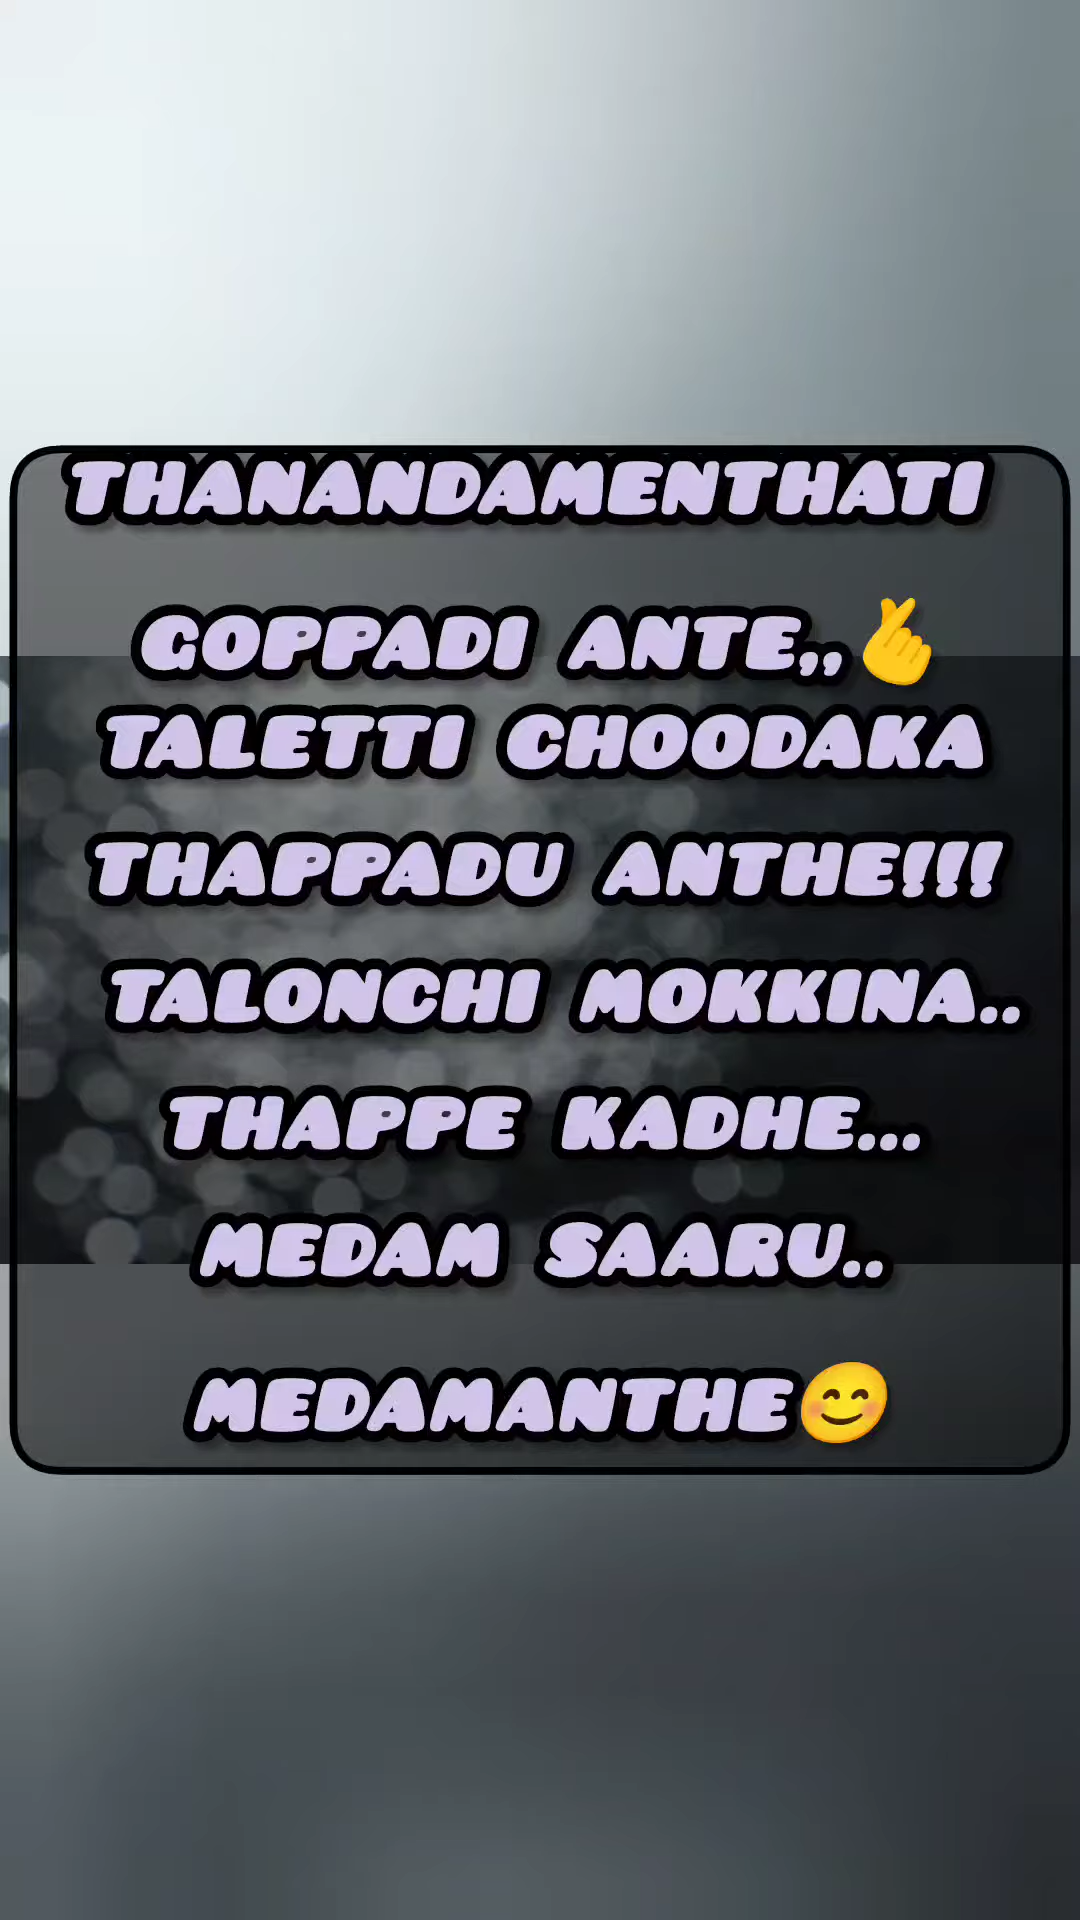 THANANDAMENTHATI
GOPPADI ANTE,,🫰
TALETTI CHOODAKA
THAPPADU ANTHE!!!
TALONCHI MOKKINA..
THAPPE KADHE...
MEDAM SAARU..
MEDAMANTHE😊